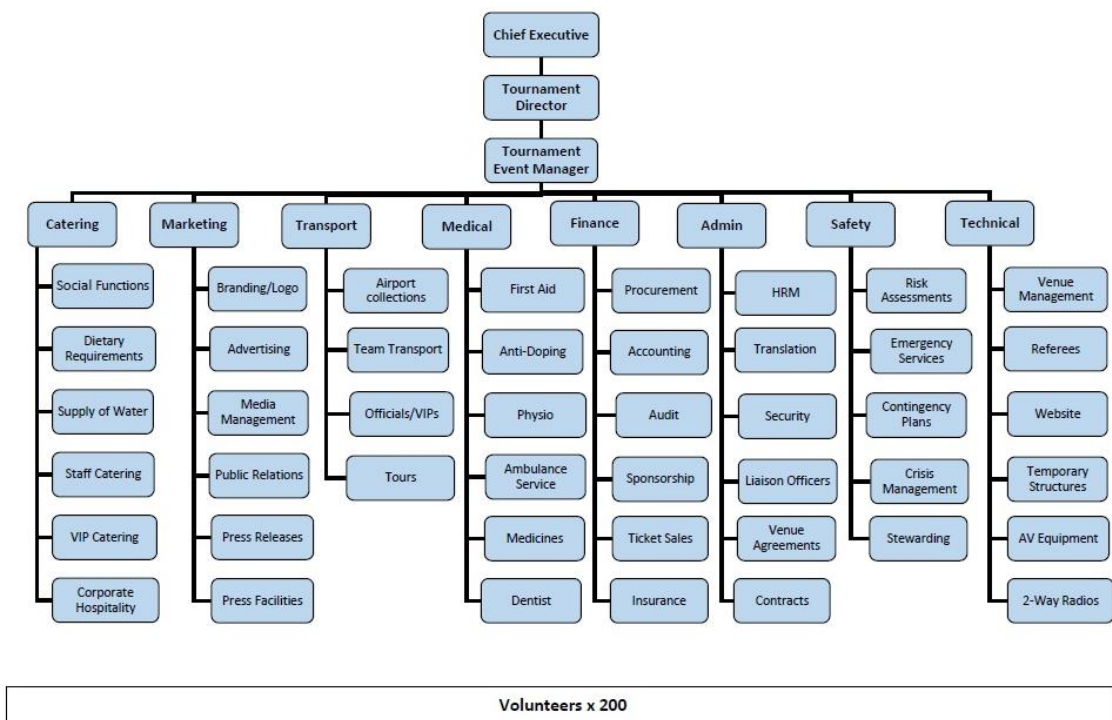 Chief Executive
Tournament
Director
Tournament
Event Manager
Catering
Marketing
Transport
Medical
Finance
Admin
Safety
Technical
Social Functions
Dietary
Requirements
Supply of Water
Staff Catering
VIP Catering
Corporate
Hospitality
Branding/Logo
Advertising
Media
Management
Public Relations
Press Releases
Press Facilities
Airport
collections
Team Transport
Officials/VIPs
Tours
First Aid
Anti-Doping
Physio
Ambulance
Service
Medicines
Dentist
Procurement
Accounting
Audit
Sponsorship
Ticket Sales
Insurance
HRM
Translation
Security
Liaison Officers
Venue
Agreements
Contracts
Risk
Assessments
Emergency
Services
Contingency
Plans
Crisis
Management
Stewarding
Venue
Management
Referees
Website
Temporary
Structures
AV Equipment
2-Way Radios
Volunteers x 200